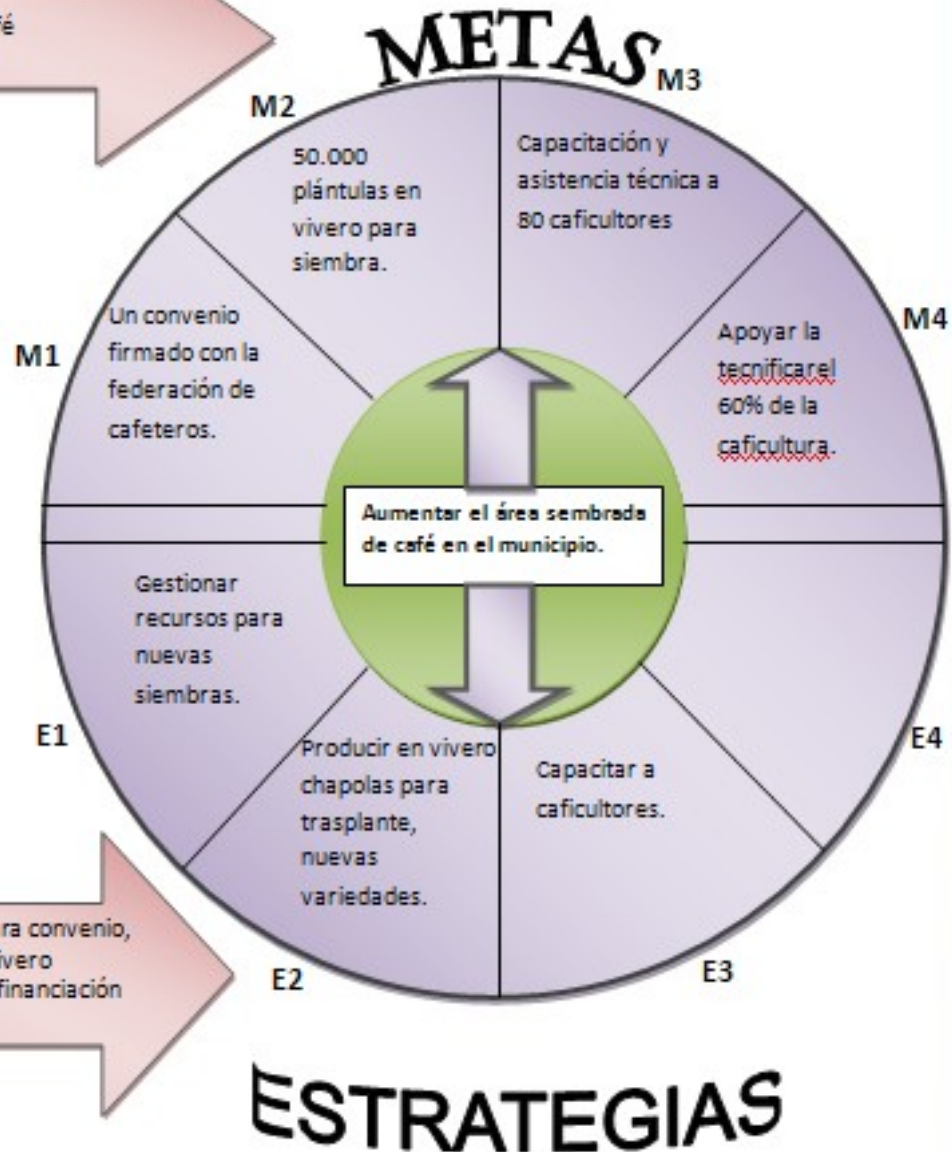 METAS
M2
50.000
plántulas en
vivero para
siembra.
M3
Capacitación y
asistencia técnica a
80 caficultores
M1
Un convenio
firmado con la
federación de
cafeteros.
M4
Apoyar la
tecnificarel
60% de la
caficultura.
Aumentar el área sembrada
de café en el municipio.
E1
Gestionar
recursos para
nuevas
siembras.
E2
Producir en vivero
chapolas para
trasplante,
nuevas
variedades.
E3
Capacitar a
caficultores.
E4
convenio,
financiación
ESTRATEGIAS